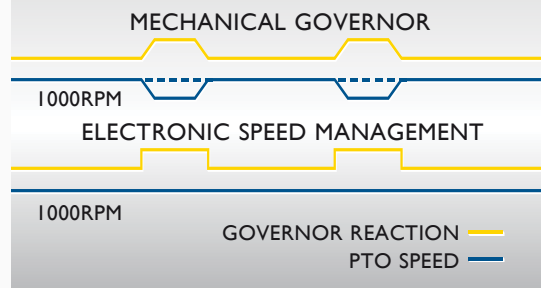 MECHANICAL GOVERNOR
1000RPM
ELECTRONIC SPEED MANAGEMENT
1000RPM
GOVERNOR REACTION
PTO SPEED